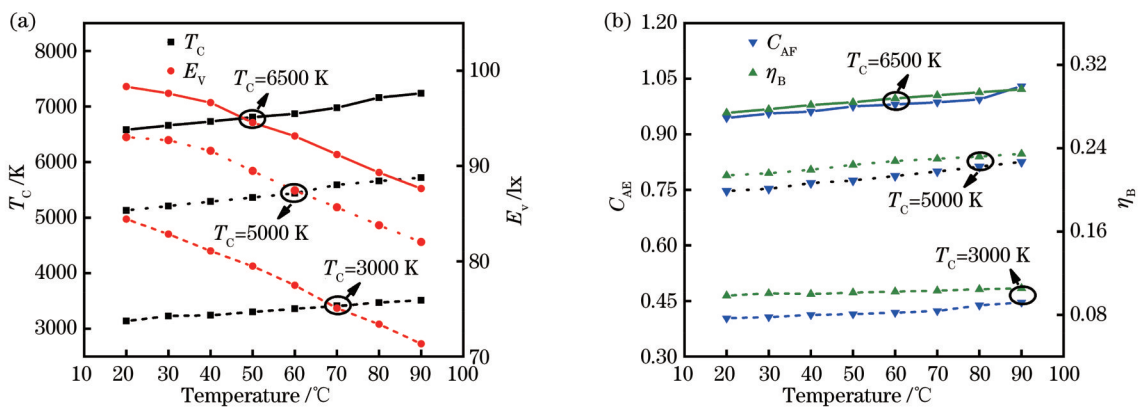 (a)
8000
7000
6000
5000
4000
3000
T_C /K
T_C
E_V
T_C=6500 K
T_C=5000 K
T_C=3000 K
100
90
80
70
E_v /lx
10 20 30 40 50 60 70 80 90 100
Temperature /℃
(b)
1.20
1.05
0.90
0.75
0.60
0.45
0.30
C_AE
C_AF
η_B
T_C=6500 K
T_C=5000 K
T_C=3000 K
0.32
0.24
0.16
0.08
η_B
10 20 30 40 50 60 70 80 90 100
Temperature /℃